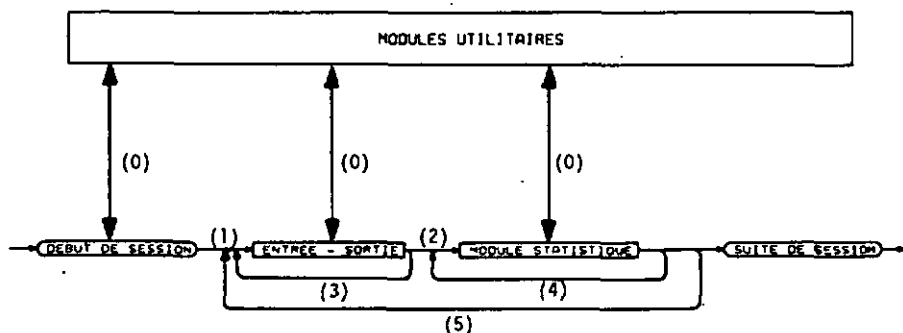 MODULES UTILITAIRES
(0) (0) (0)
DEBUT DE SESSION (1) ENTREE - SORTIE (2) MODULE STATISTIQUE SUITE DE SESSION
(3) (4)
(5)